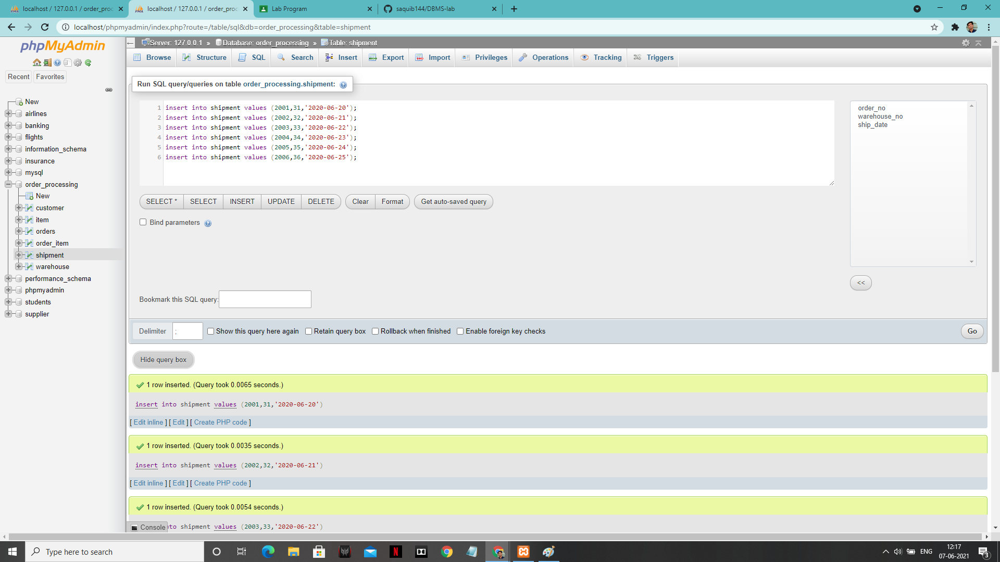 localhost / 127.0.0.1 / order_proc
localhost / 127.0.0.1 / order_proc
Lab Program
saquib144/DBMS-lab
localhost/phpmyadmin/index.php?route=/table/sql&db=order_processing&table=shipment
phpMyAdmin
Recent
Favorites
New
airlines
banking
flights
information_schema
insurance
mysql
order_processing
New
customer
item
orders
order_item
shipment
warehouse
performance_schema
phpmyadmin
students
supplier
Server: 127.0.0.1 » Database: order_processing » Table: shipment
Browse
Structure
SQL
Search
Insert
Export
Import
Privileges
Operations
Tracking
Triggers
Run SQL query/queries on table order_processing.shipment:
1 insert into shipment values (2001,31,'2020-06-20');
2 insert into shipment values (2002,32,'2020-06-21');
3 insert into shipment values (2003,33,'2020-06-22');
4 insert into shipment values (2004,34,'2020-06-23');
5 insert into shipment values (2005,35,'2020-06-24');
6 insert into shipment values (2006,36,'2020-06-25');
order_no
warehouse_no
ship_date
SELECT *
SELECT
INSERT
UPDATE
DELETE
Clear
Format
Get auto-saved query
Bind parameters
<<
Bookmark this SQL query:
Delimiter
;
Show this query here again
Retain query box
Rollback when finished
Enable foreign key checks
Go
Hide query box
1 row inserted. (Query took 0.0065 seconds.)
insert into shipment values (2001,31,'2020-06-20')
[ Edit inline ] [ Edit ] [ Create PHP code ]
1 row inserted. (Query took 0.0035 seconds.)
insert into shipment values (2002,32,'2020-06-21')
[ Edit inline ] [ Edit ] [ Create PHP code ]
1 row inserted. (Query took 0.0054 seconds.)
Console
into shipment values (2003,33,'2020-06-22')
Type here to search
ENG
12:17
07-06-2021
3